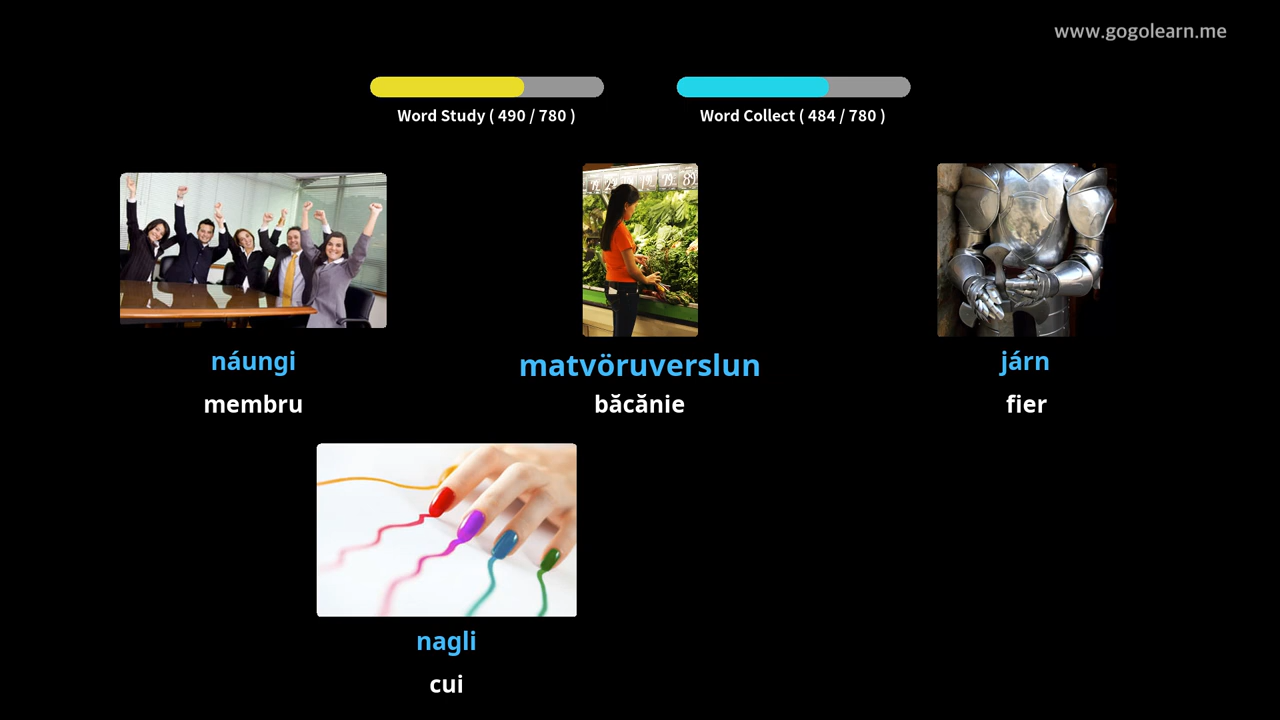 www.gogolearn.me
Word Study ( 490 / 780 )
Word Collect ( 484 / 780 )
náungi
membru
matvöruverslun
băcănie
járn
fier
nagli
cui